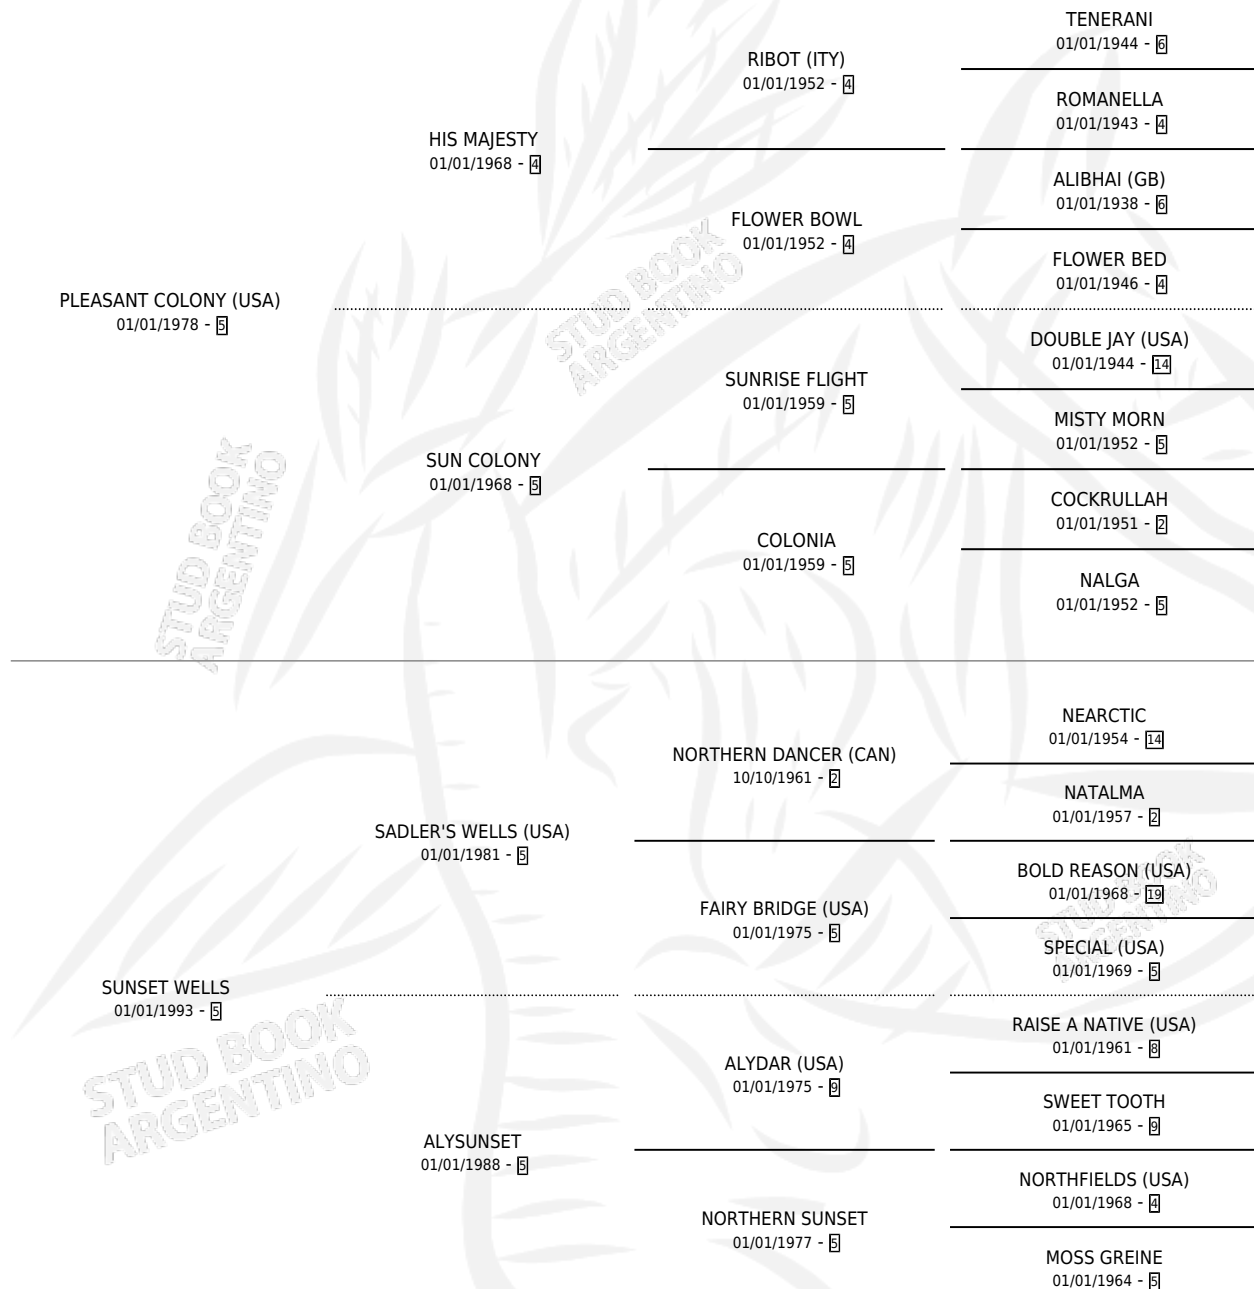 TENERANI
01/01/1944 - 6
RIBOT (ITY)
01/01/1952 - 4
ROMANELLA
01/01/1943 - 4
HIS MAJESTY
01/01/1968 - 4
ALIBHAI (GB)
01/01/1938 - 6
FLOWER BOWL
01/01/1952 - 4
FLOWER BED
01/01/1946 - 4
PLEASANT COLONY (USA)
01/01/1978 - 5
DOUBLE JAY (USA)
01/01/1944 - 14
SUNRISE FLIGHT
01/01/1959 - 5
MISTY MORN
01/01/1952 - 5
SUN COLONY
01/01/1968 - 5
COCKRULLAH
01/01/1951 - 2
COLONIA
01/01/1959 - 5
NALGA
01/01/1952 - 5
NEARCTIC
01/01/1954 - 14
NORTHERN DANCER (CAN)
10/10/1961 - 2
NATALMA
01/01/1957 - 2
SADLER'S WELLS (USA)
01/01/1981 - 5
BOLD REASON (USA)
01/01/1968 - 19
FAIRY BRIDGE (USA)
01/01/1975 - 5
SPECIAL (USA)
01/01/1969 - 5
SUNSET WELLS
01/01/1993 - 5
RAISE A NATIVE (USA)
01/01/1961 - 8
ALYDAR (USA)
01/01/1975 - 9
SWEET TOOTH
01/01/1965 - 9
ALYSUNSET
01/01/1988 - 5
NORTHFIELDS (USA)
01/01/1968 - 4
NORTHERN SUNSET
01/01/1977 - 5
MOSS GREINE
01/01/1964 - 5
STUD BOOK
ARGENTINO
STUD BOOK
ARGENTINO
STUD BOOK
ARGENTINO
STUD BOOK
ARGENTINO